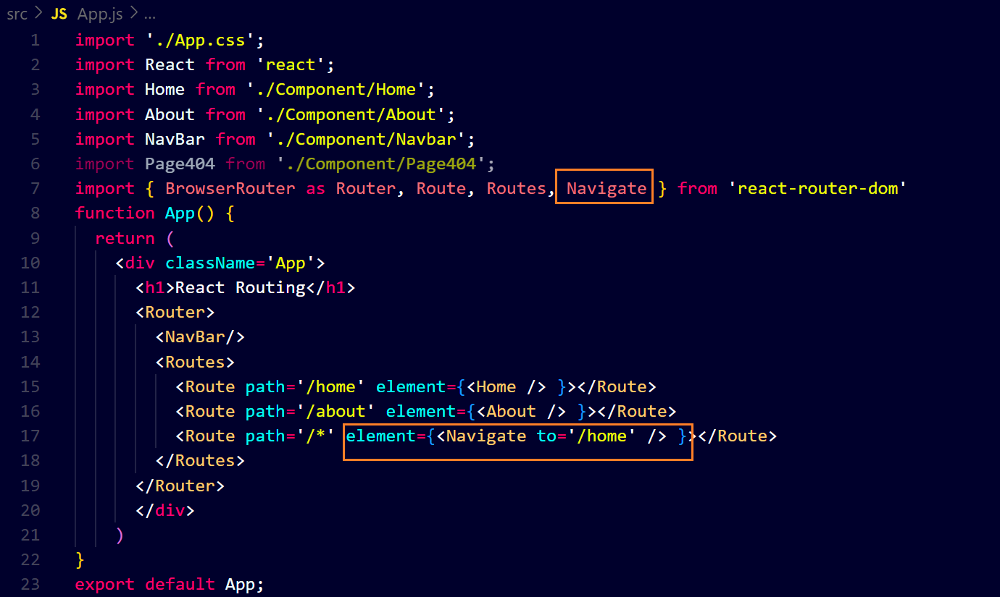 src > JS App.js > ...
1 import './App.css';
2 import React from 'react';
3 import Home from './Component/Home';
4 import About from './Component/About';
5 import NavBar from './Component/Navbar';
6 import Page404 from './Component/Page404';
7 import { BrowserRouter as Router, Route, Routes, Navigate } from 'react-router-dom'
8 function App() {
9   return (
10     <div className='App'>
11       <h1>React Routing</h1>
12       <Router>
13         <NavBar/>
14         <Routes>
15           <Route path='/home' element={<Home /> }></Route>
16           <Route path='/about' element={<About /> }></Route>
17           <Route path='/*' element={<Navigate to='/home' /> }></Route>
18         </Routes>
19       </Router>
20       </div>
21     )
22 }
23 export default App;